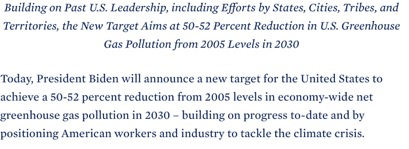 Building on Past U.S. Leadership, including Efforts by States, Cities, Tribes, and
Territories, the New Target Aims at 50-52 Percent Reduction in U.S. Greenhouse
Gas Pollution from 2005 Levels in 2030
Today, President Biden will announce a new target for the United States to
achieve a 50-52 percent reduction from 2005 levels in economy-wide net
greenhouse gas pollution in 2030 – building on progress to-date and by
positioning American workers and industry to tackle the climate crisis.